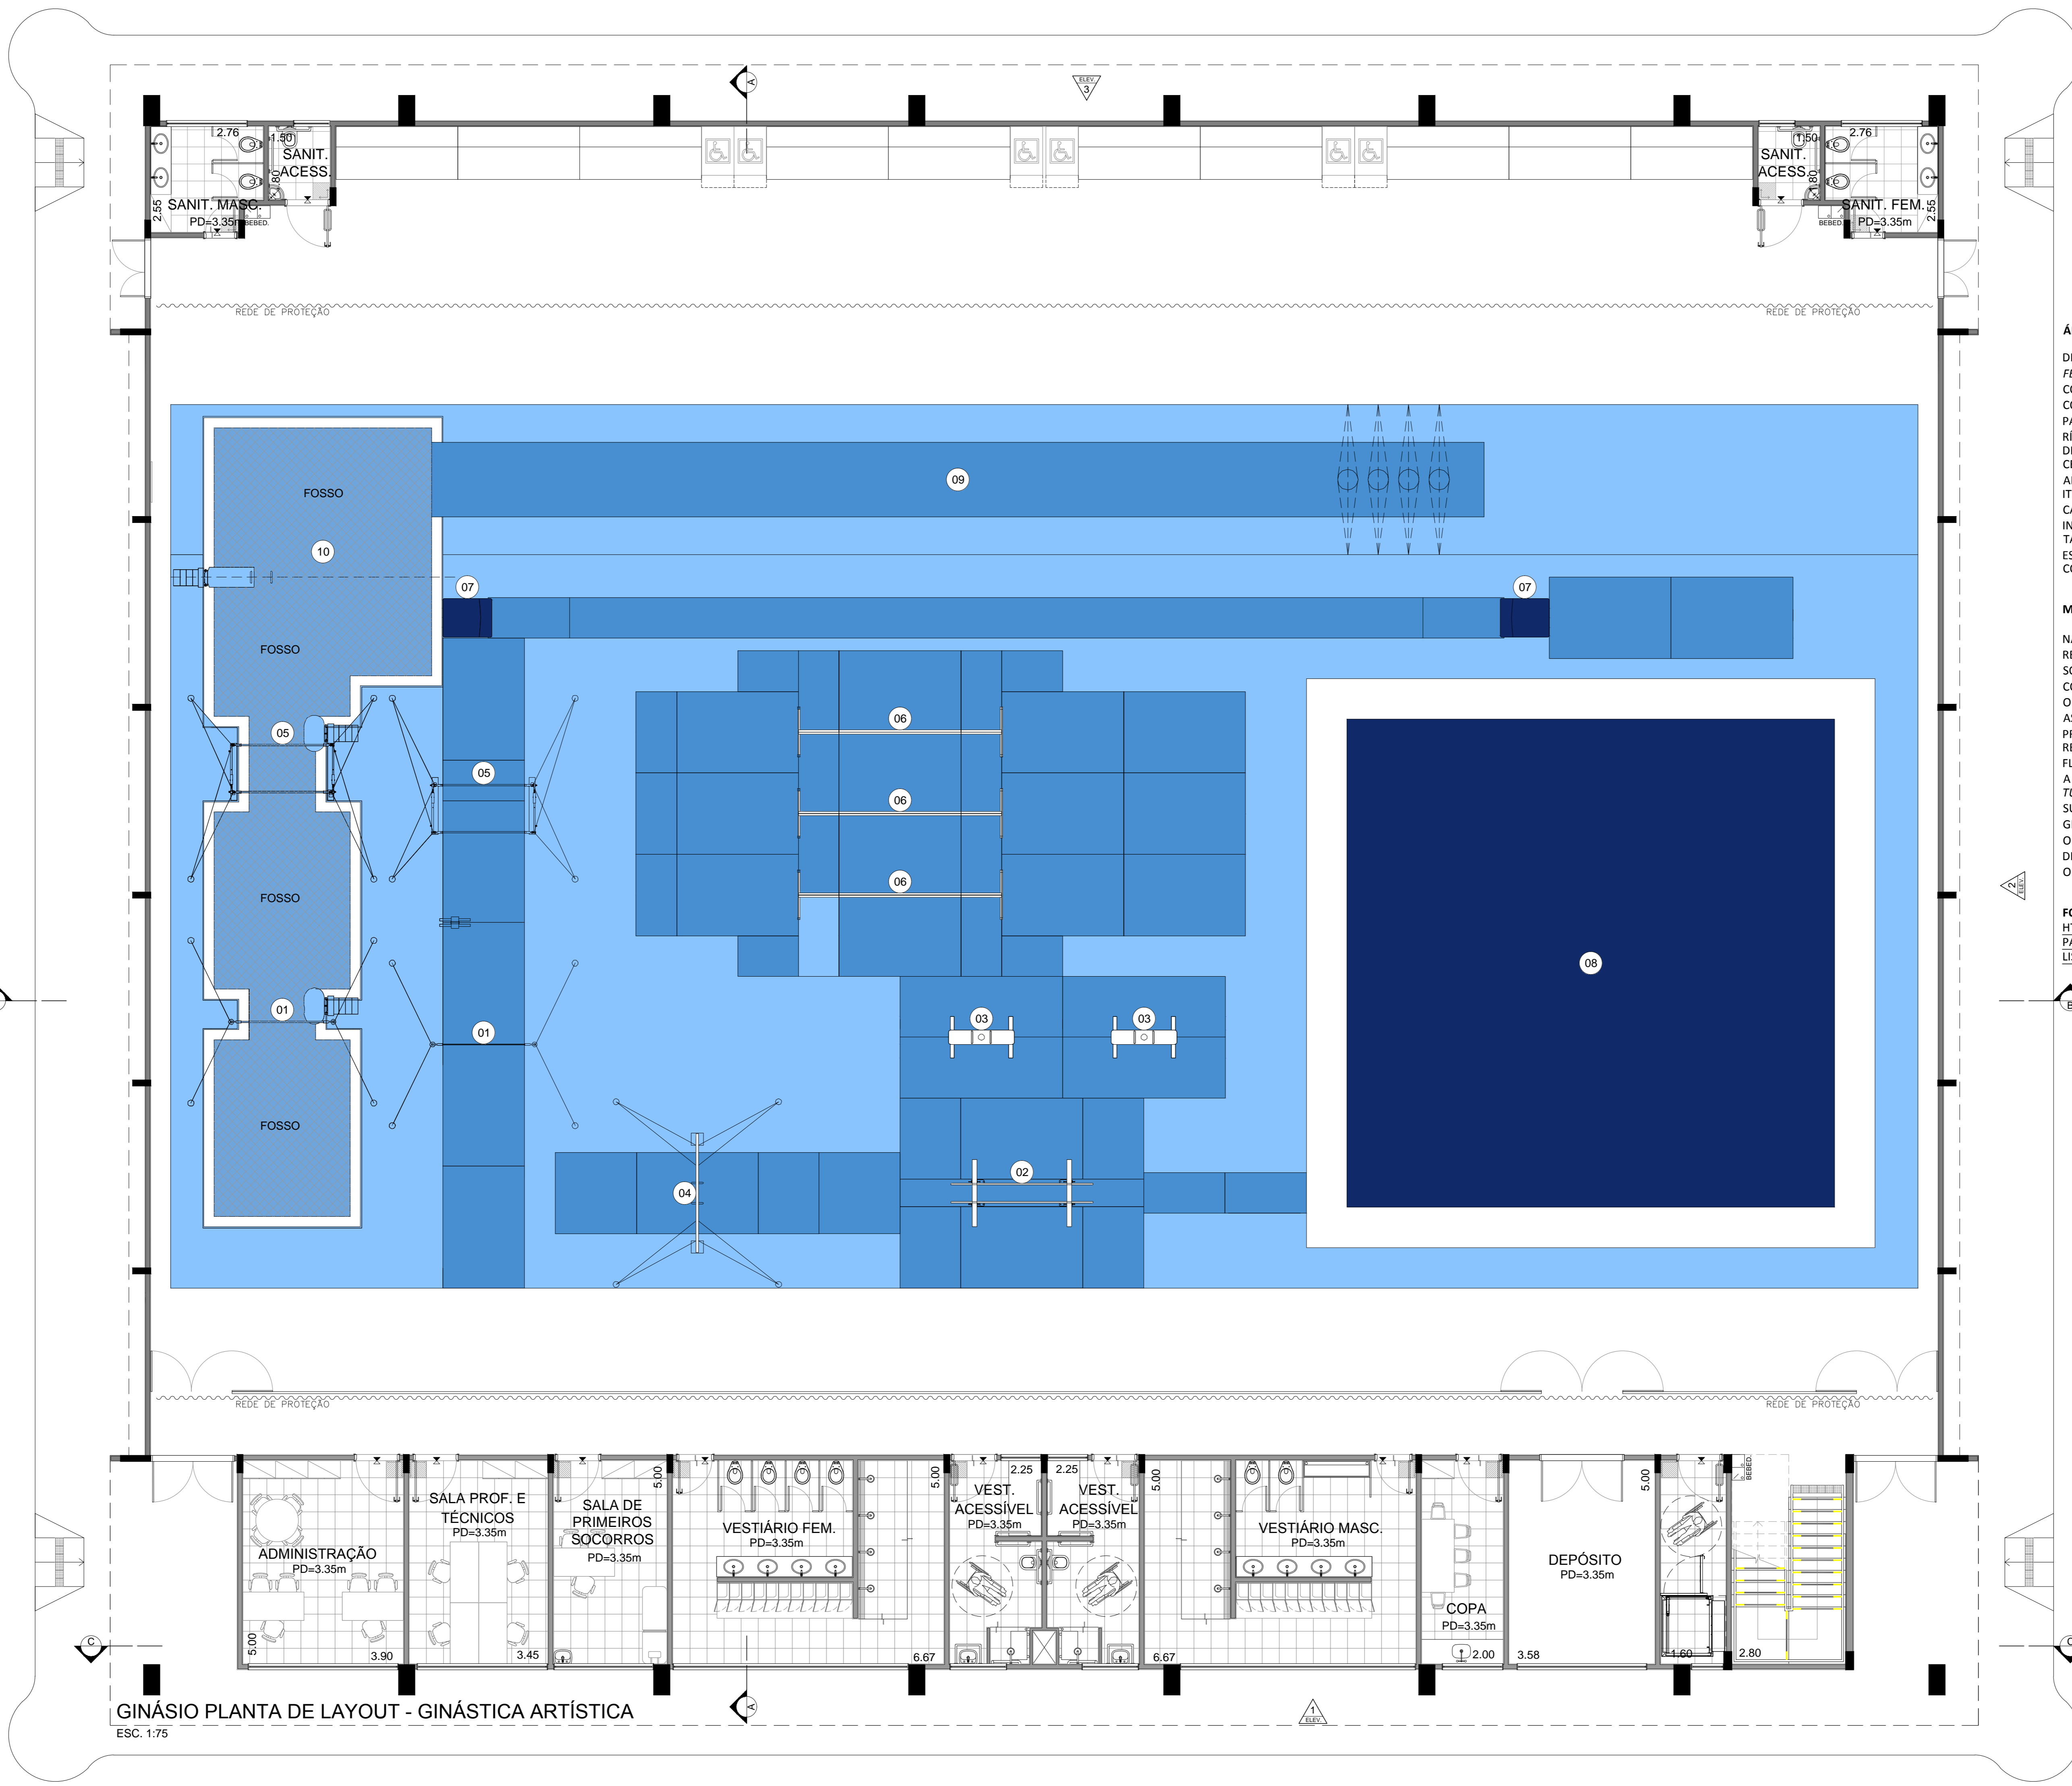 A
ELEV.
3
2.76
1.50
SANIT.
ACESS.
1.80
SANIT. MASC.
PD=3.35m
2.55
BEBED.
1.50
2.76
SANIT.
ACESS.
1.80
SANIT. FEM.
PD=3.35m
2.55
BEBED.
REDE DE PROTEÇÃO
REDE DE PROTEÇÃO
FOSSO
09
10
07
07
FOSSO
05
05
06
06
06
FOSSO
08
01
01
03
03
FOSSO
04
02
2
ELEV.
B
REDE DE PROTEÇÃO
REDE DE PROTEÇÃO
ADMINISTRAÇÃO
PD=3.35m
5.00
3.90
SALA PROF. E
TÉCNICOS
PD=3.35m
3.45
SALA DE
PRIMEIROS
SOCORROS
PD=3.35m
5.00
VESTIÁRIO FEM.
PD=3.35m
5.00
6.67
2.25
VEST.
ACESSÍVEL
PD=3.35m
2.25
VEST.
ACESSÍVEL
PD=3.35m
5.00
6.67
VESTIÁRIO MASC.
PD=3.35m
COPA
PD=3.35m
2.00
DEPÓSITO
PD=3.35m
3.58
5.00
1.60
BEBED.
2.80
C
A
1
ELEV.
GINÁSIO PLANTA DE LAYOUT - GINÁSTICA ARTÍSTICA
ESC. 1:75